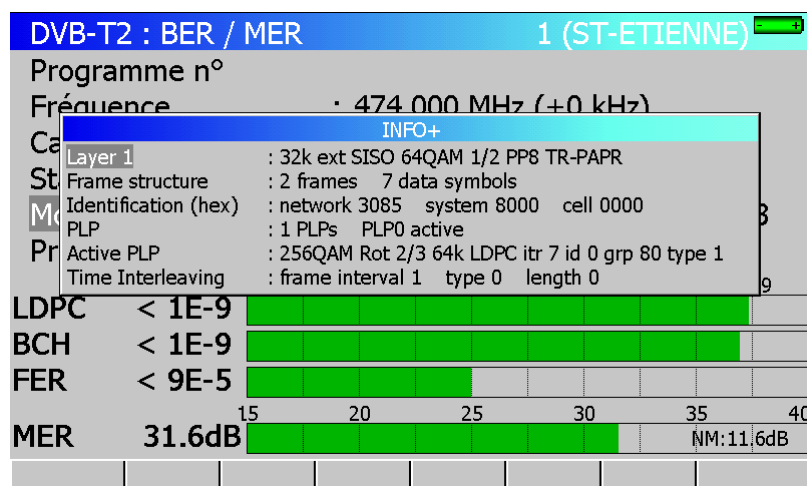 DVB-T2 : BER / MER 1 (ST-ETIENNE)
Programme n°
Fréquence : 474.000 MHz (+0 kHz)
INFO+
Layer 1 : 32k ext SISO 64QAM 1/2 PP8 TR-PAPR
Frame structure : 2 frames 7 data symbols
Identification (hex) : network 3085 system 8000 cell 0000
PLP : 1 PLPs PLP0 active
Active PLP : 256QAM Rot 2/3 64k LDPC itr 7 id 0 grp 80 type 1
Time Interleaving : frame interval 1 type 0 length 0
LDPC < 1E-9
BCH < 1E-9
FER < 9E-5
15 20 25 30 35 40
MER 31.6dB NM:11.6dB